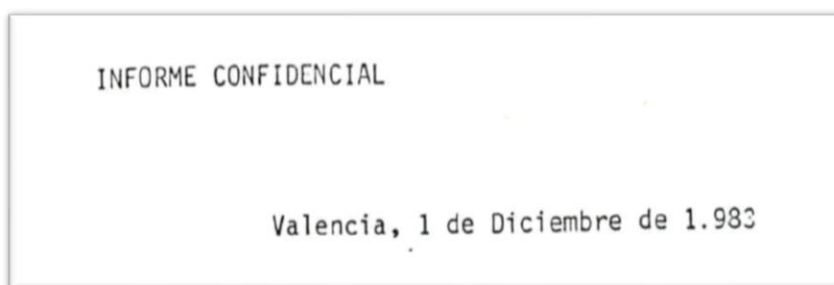 INFORME CONFIDENCIAL
Valencia, 1 de Diciembre de 1.983